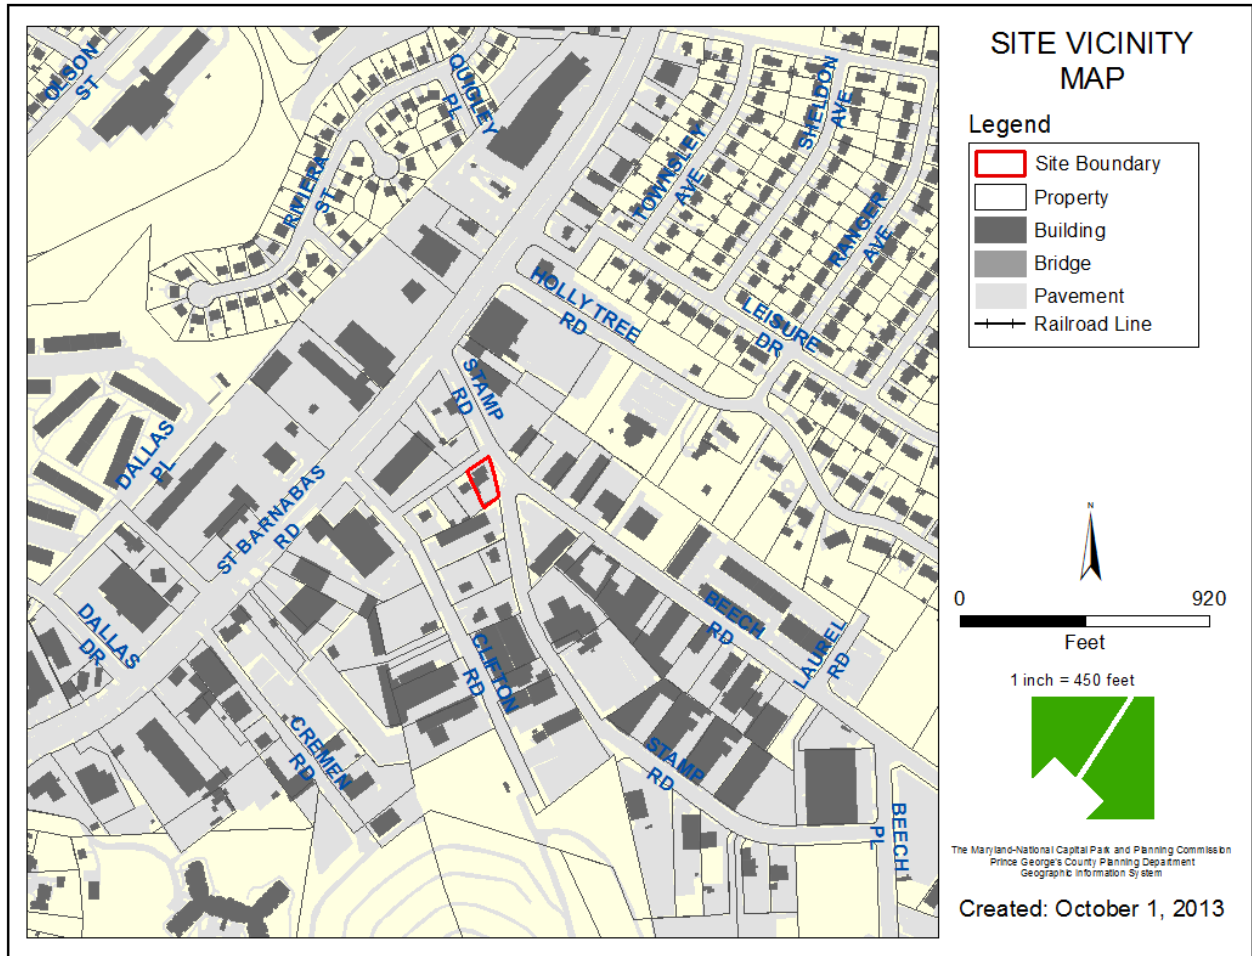 SITE VICINITY
MAP
Legend
Site Boundary
Property
Building
Bridge
Pavement
Railroad Line
N
0 920
Feet
1 inch = 450 feet
The Maryland-National Capital Park and Planning Commission
Prince George's County Planning Department
Geographic Information System
Created: October 1, 2013
OLSON
ST
QUIGLEY
PL
RIVIERA
ST
TOWNSLEY
AVE
SHELDON
AVE
RANGER
AVE
HOLLY TREE
RD
LEISURE
DR
STAMP
RD
DALLAS
PL
ST BARNABAS
RD
DALLAS
DR
CREMEN
RD
CLIFTON
RD
BEECH
RD
LAUREL
RD
STAMP
RD
BEECH
PL